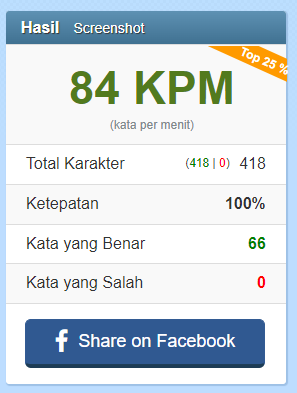 Hasil Screenshot
Top 25 %
84 KPM
(kata per menit)
Total Karakter (418 | 0) 418
Ketepatan 100%
Kata yang Benar 66
Kata yang Salah 0
Share on Facebook